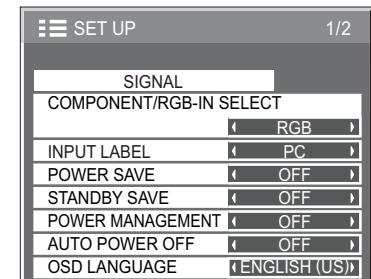 SET UP 1/2
SIGNAL
COMPONENT/RGB-IN SELECT
RGB
INPUT LABEL PC
POWER SAVE OFF
STANDBY SAVE OFF
POWER MANAGEMENT OFF
AUTO POWER OFF OFF
OSD LANGUAGE ENGLISH (US)